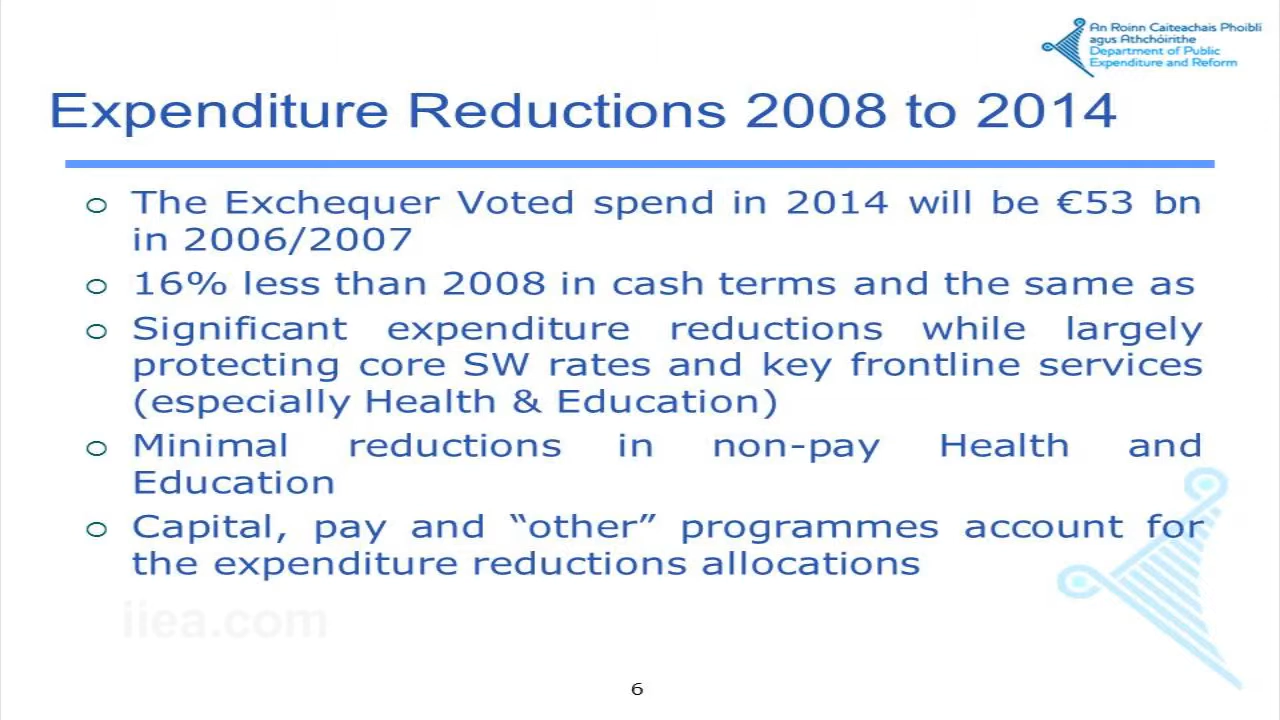 An Roinn Caiteachais Phoiblí
agus Athchóirithe
Department of Public
Expenditure and Reform
Expenditure Reductions 2008 to 2014
The Exchequer Voted spend in 2014 will be €53 bn
in 2006/2007
16% less than 2008 in cash terms and the same as
Significant expenditure reductions while largely
protecting core SW rates and key frontline services
(especially Health & Education)
Minimal reductions in non-pay Health and
Education
Capital, pay and “other” programmes account for
the expenditure reductions allocations
iiea.com
6